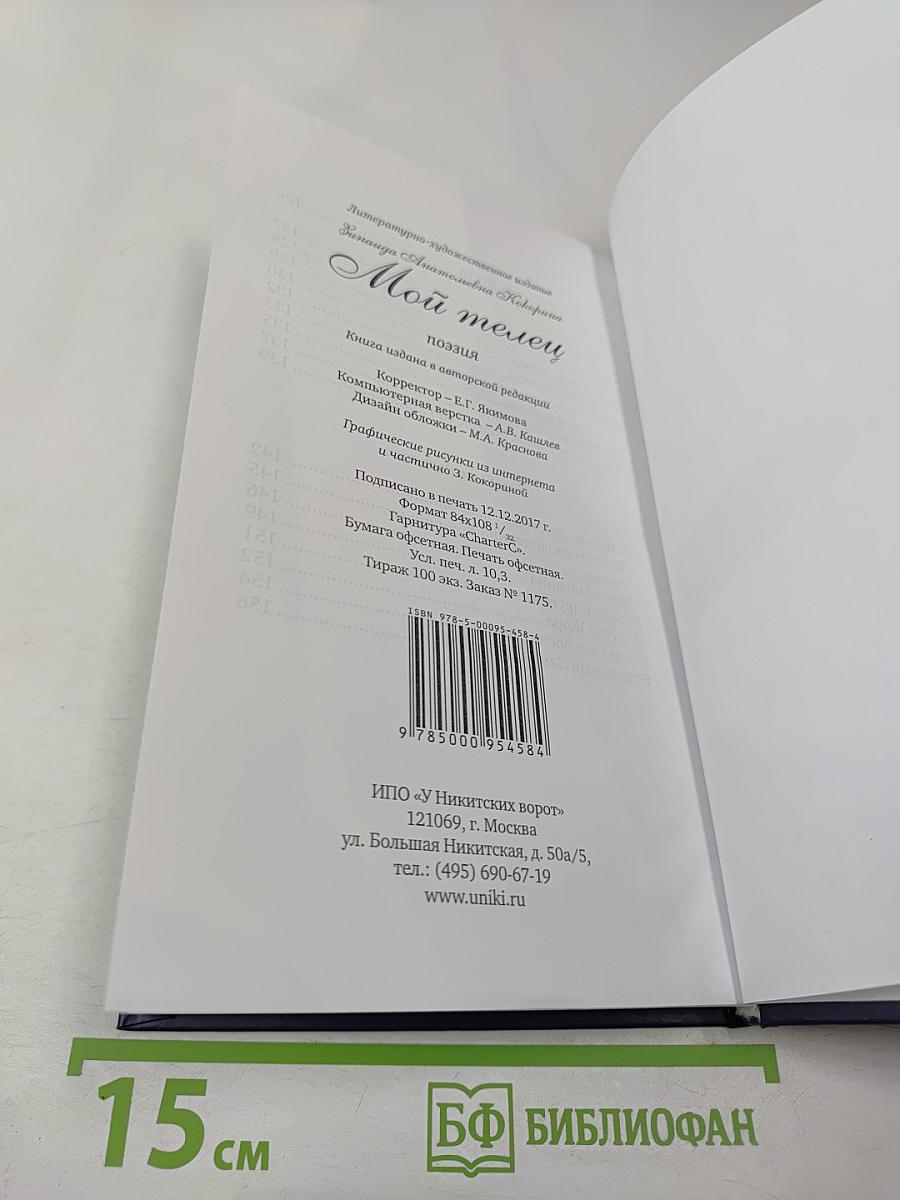 Литературно-художественное издание
Зинаида Анатольевна Кокорина
Мой телец
поэзия
Книга издана в авторской редакции
Корректор – Е.Г. Якимова
Компьютерная верстка – А.В. Кашлев
Дизайн обложки – М.А. Краснова
Графические рисунки из интернета
и частично З. Кокориной
Подписано в печать 12.12.2017 г.
Формат 84х108 1/32.
Гарнитура «CharterC».
Бумага офсетная. Печать офсетная.
Усл. печ. л. 10,3.
Тираж 100 экз. Заказ № 1175.
ISBN 978-5-00095-458-4
9 785000 954584
ИПО «У Никитских ворот»
121069, г. Москва
ул. Большая Никитская, д. 50а/5,
тел.: (495) 690-67-19
www.uniki.ru
15 см
БФ БИБЛИОФАН